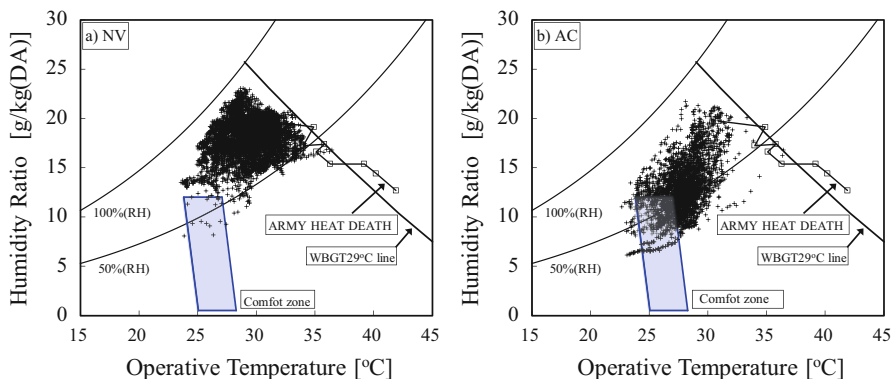 a) NV
30
25
20
15
10
5
0
Humidity Ratio [g/kg(DA)]
100%(RH)
50%(RH)
ARMY HEAT DEATH
WBGT29°C line
Comfot zone
15 20 25 30 35 40 45
Operative Temperature [°C]
b) AC
30
25
20
15
10
5
0
Humidity Ratio [g/kg(DA)]
100%(RH)
50%(RH)
ARMY HEAT DEATH
WBGT29°C line
Comfot zone
15 20 25 30 35 40 45
Operative Temperature [°C]